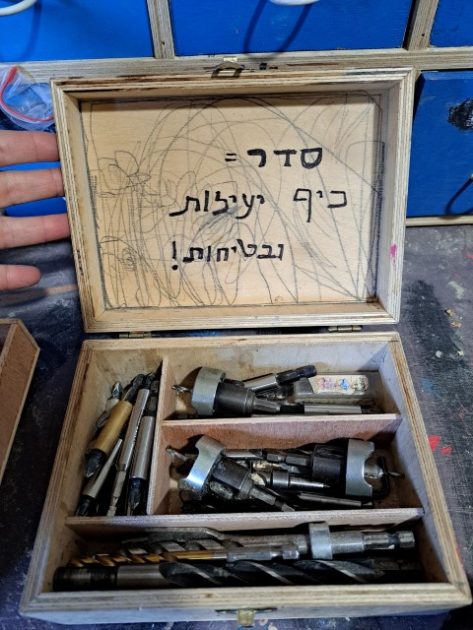 סדר =
כיף יעילות
ובטיחות!